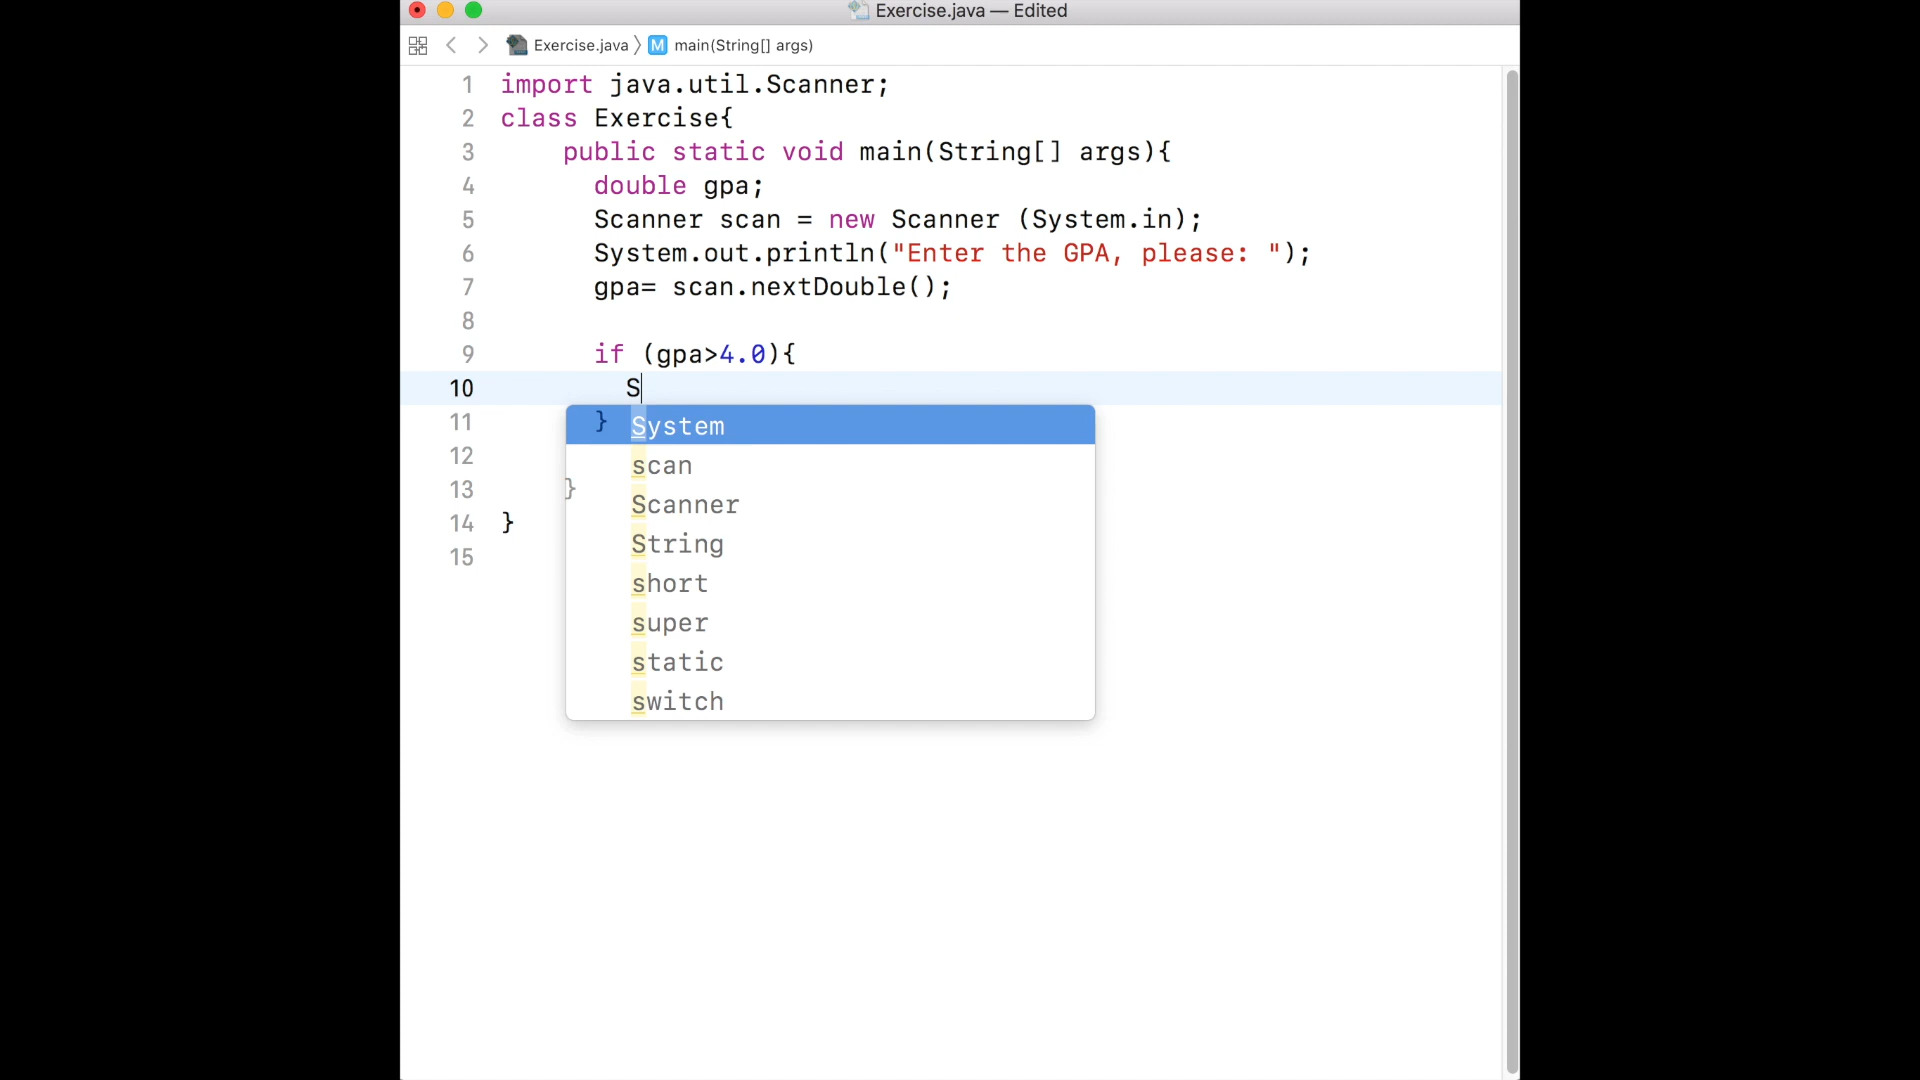 Exercise.java — Edited
Exercise.java 〉 M main(String[] args)
1 import java.util.Scanner;
2 class Exercise{
3 public static void main(String[] args){
4 double gpa;
5 Scanner scan = new Scanner (System.in);
6 System.out.println("Enter the GPA, please: ");
7 gpa= scan.nextDouble();
8
9 if (gpa>4.0){
10 S
11 } System
scan
12
Scanner
13 }
14 }
String
15
short
super
static
switch